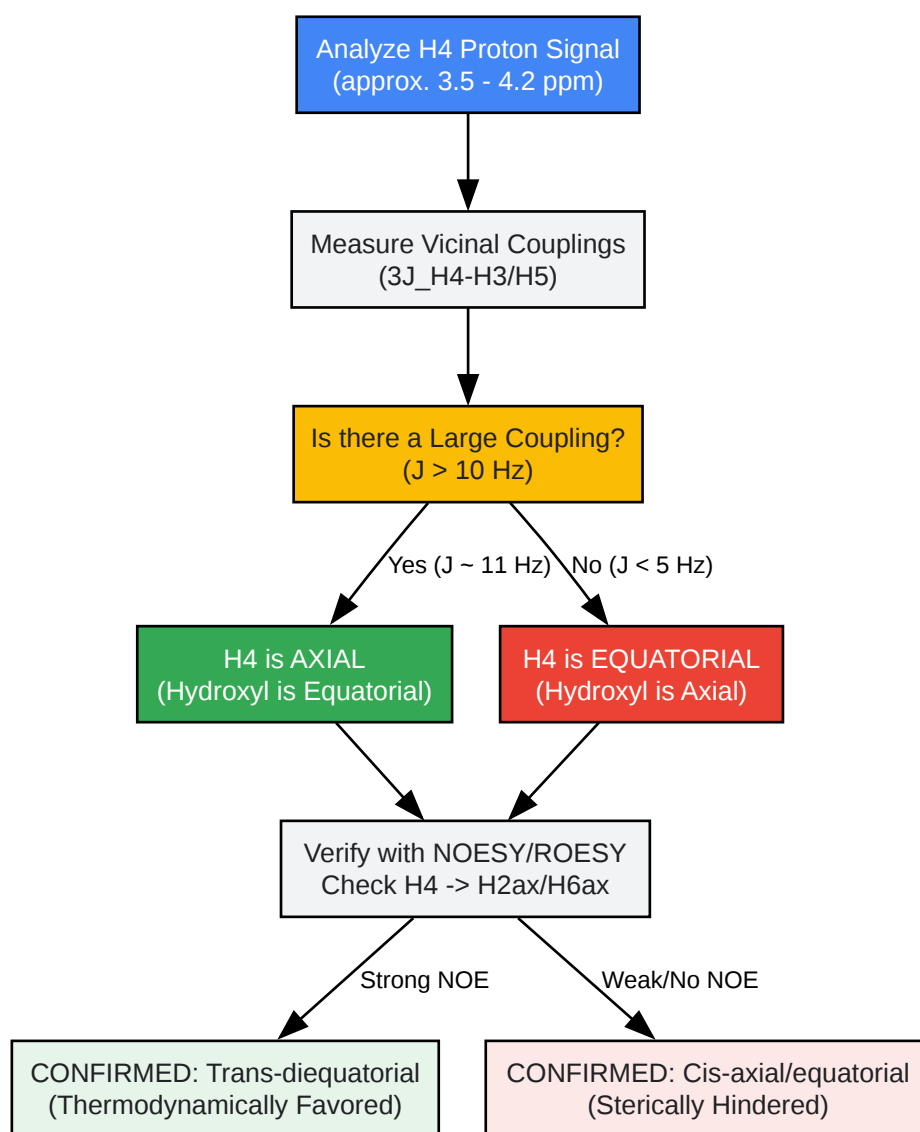 Analyze H4 Proton Signal
(approx. 3.5 - 4.2 ppm)
Measure Vicinal Couplings
(3J_H4-H3/H5)
Is there a Large Coupling?
(J > 10 Hz)
Yes (J ~ 11 Hz)
No (J < 5 Hz)
H4 is AXIAL
(Hydroxyl is Equatorial)
H4 is EQUATORIAL
(Hydroxyl is Axial)
Verify with NOESY/ROESY
Check H4 -> H2ax/H6ax
Strong NOE
Weak/No NOE
CONFIRMED: Trans-diequatorial
(Thermodynamically Favored)
CONFIRMED: Cis-axial/equatorial
(Sterically Hindered)